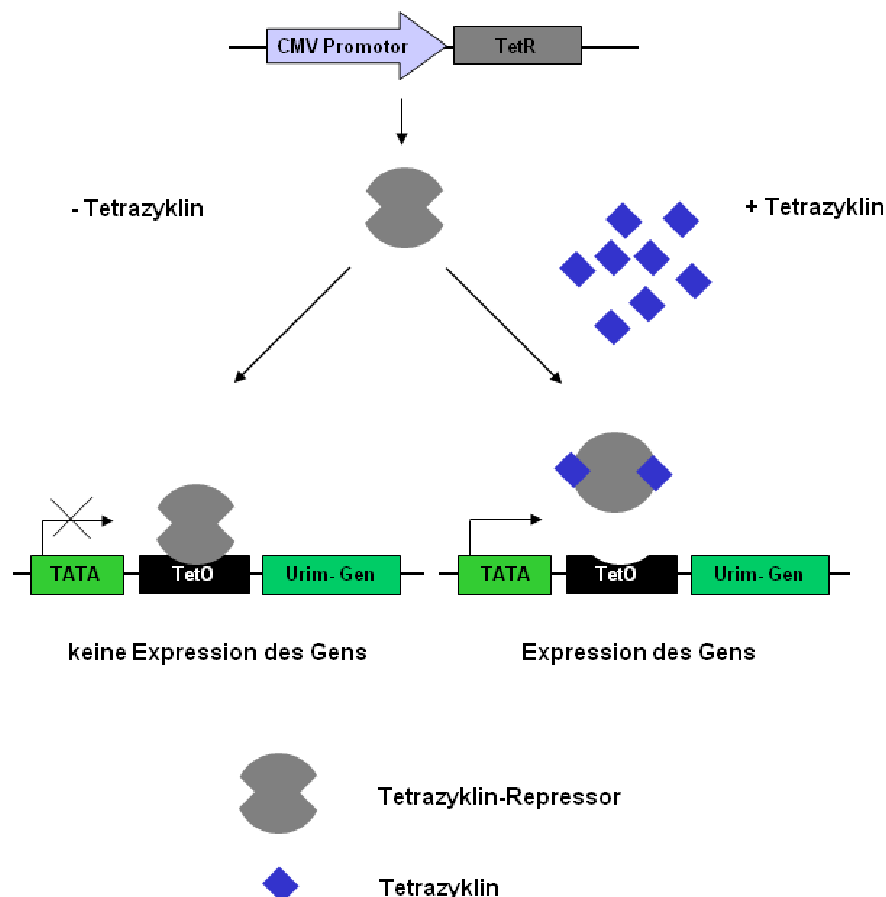 CMV Promotor
TetR
- Tetrazyklin
+ Tetrazyklin
TATA
TetO
Urim- Gen
TATA
TetO
Urim- Gen
keine Expression des Gens
Expression des Gens
Tetrazyklin-Repressor
Tetrazyklin